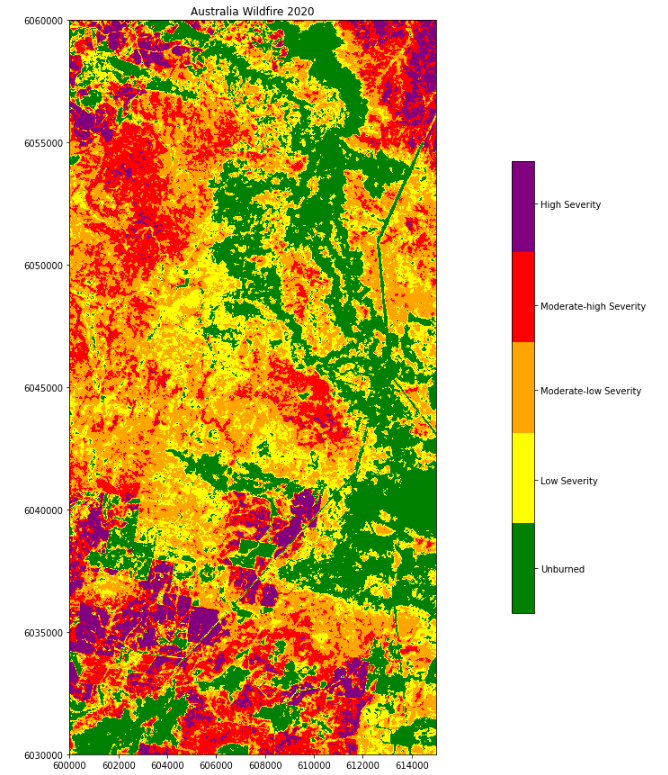 Australia Wildfire 2020
6060000
6055000
6050000
6045000
6040000
6035000
6030000
600000 602000 604000 606000 608000 610000 612000 614000
High Severity
Moderate-high Severity
Moderate-low Severity
Low Severity
Unburned